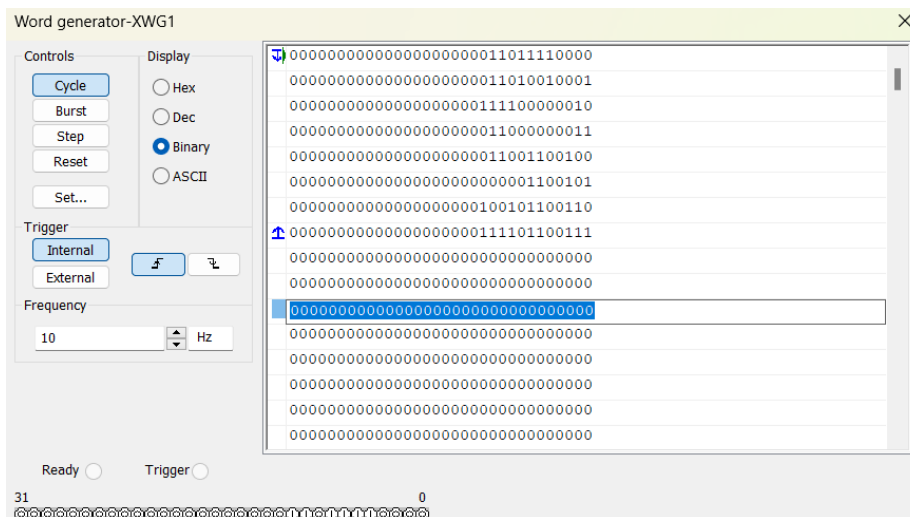 Word generator-XWG1
Controls
Display
Cycle
Burst
Step
Reset
Set...
Hex
Dec
Binary
ASCII
Trigger
Internal
External
Frequency
10
Hz
00000000000000000000011011110000
00000000000000000000011010010001
00000000000000000000111100000010
00000000000000000000011000000011
00000000000000000000011001100100
00000000000000000000000001100101
00000000000000000000100101100110
00000000000000000000111101100111
00000000000000000000000000000000
00000000000000000000000000000000
00000000000000000000000000000000
00000000000000000000000000000000
00000000000000000000000000000000
00000000000000000000000000000000
00000000000000000000000000000000
00000000000000000000000000000000
Ready
Trigger
31
0